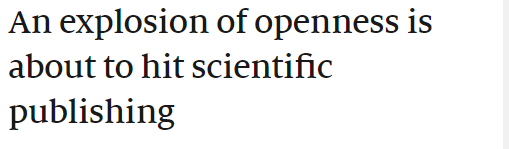 An explosion of openness is
about to hit scientific
publishing